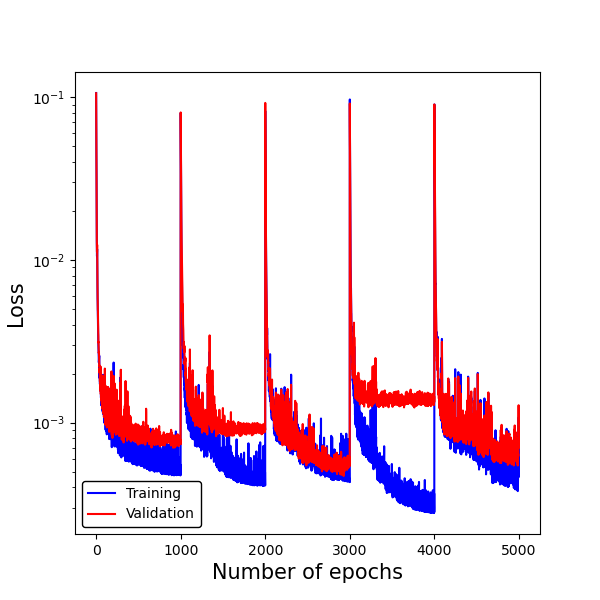 Loss
10⁻¹
10⁻²
10⁻³
Training
Validation
0 1000 2000 3000 4000 5000
Number of epochs